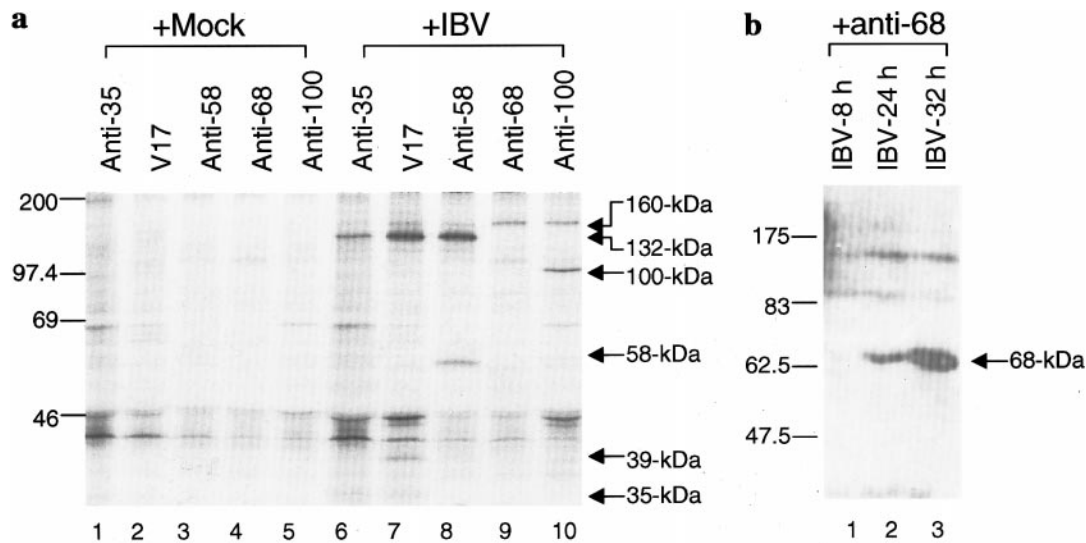 a
+Mock +IBV
Anti-35 V17 Anti-58 Anti-68 Anti-100 Anti-35 V17 Anti-58 Anti-68 Anti-100
200
97.4
69
46
160-kDa
132-kDa
100-kDa
58-kDa
39-kDa
35-kDa
1 2 3 4 5 6 7 8 9 10
b
+anti-68
IBV-8 h IBV-24 h IBV-32 h
175
83
62.5
47.5
68-kDa
1 2 3